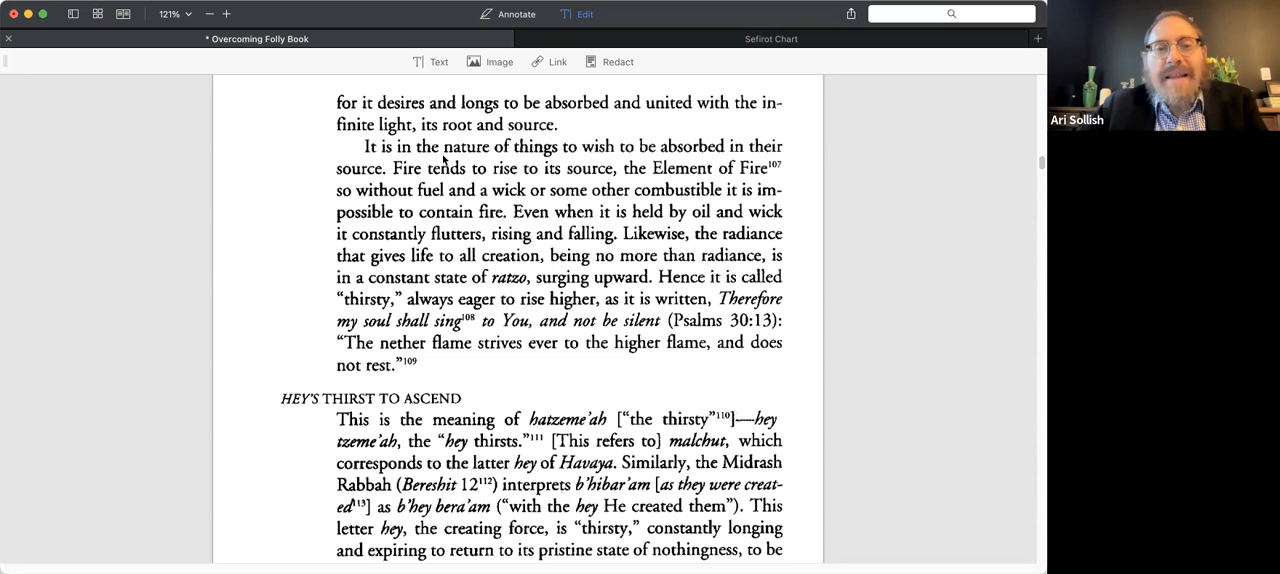 121%
Annotate
Edit
* Overcoming Folly Book
Sefirot Chart
Text
Image
Link
Redact
for it desires and longs to be absorbed and united with the in-
finite light, its root and source.
It is in the nature of things to wish to be absorbed in their
source. Fire tends to rise to its source, the Element of Fire107
so without fuel and a wick or some other combustible it is im-
possible to contain fire. Even when it is held by oil and wick
it constantly flutters, rising and falling. Likewise, the radiance
that gives life to all creation, being no more than radiance, is
in a constant state of ratzo, surging upward. Hence it is called
“thirsty,” always eager to rise higher, as it is written, Therefore
my soul shall sing108 to You, and not be silent (Psalms 30:13):
“The nether flame strives ever to the higher flame, and does
not rest.”109
HEY'S THIRST TO ASCEND
This is the meaning of hatzeme'ah [“the thirsty”110]—hey
tzeme'ah, the “hey thirsts.”111 [This refers to] malchut, which
corresponds to the latter hey of Havaya. Similarly, the Midrash
Rabbah (Bereshit 12112) interprets b'hibar'am [as they were creat-
ed113] as b'hey bera'am (“with the hey He created them”). This
letter hey, the creating force, is “thirsty,” constantly longing
and expiring to return to its pristine state of nothingness, to be
Ari Sollish